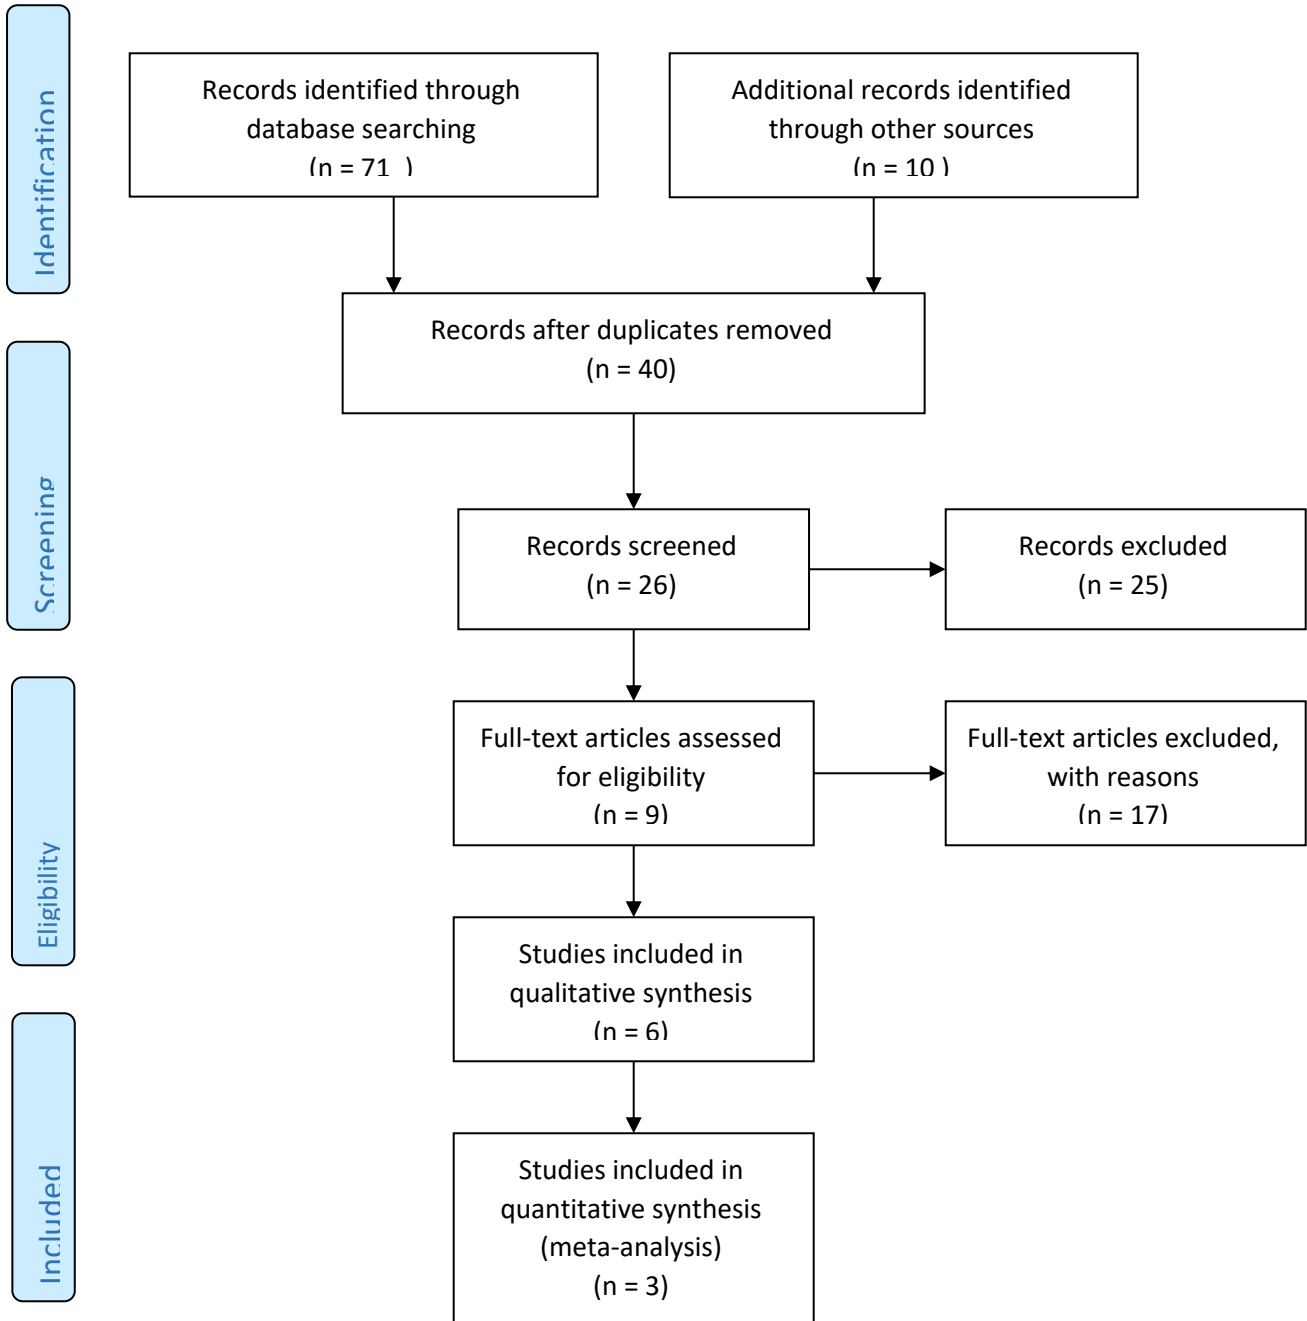 Identification
Records identified through
database searching
(n = 71  )
Additional records identified
through other sources
(n = 10 )
Records after duplicates removed
(n = 40)
Screening
Records screened
(n = 26)
Records excluded
(n = 25)
Eligibility
Full-text articles assessed
for eligibility
(n = 9)
Full-text articles excluded,
with reasons
(n = 17)
Studies included in
qualitative synthesis
(n = 6)
Included
Studies included in
quantitative synthesis
(meta-analysis)
(n = 3)